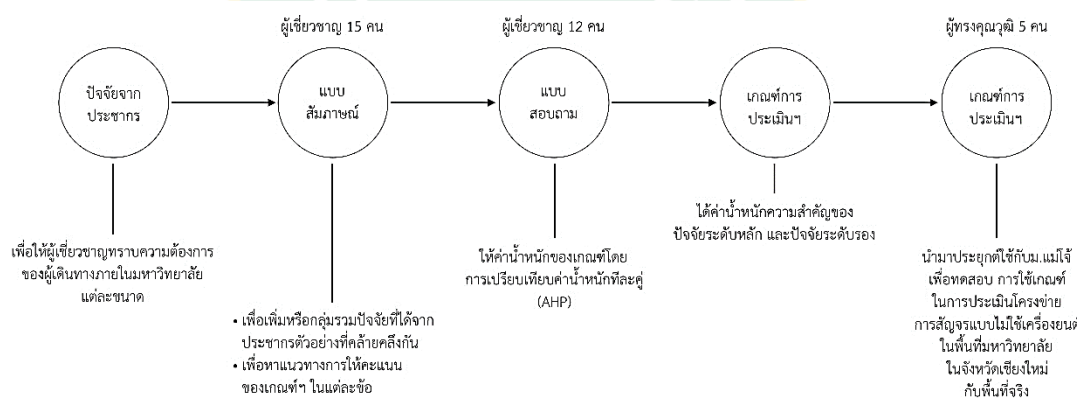 ผู้เชี่ยวชาญ 15 คน
ผู้เชี่ยวชาญ 12 คน
ผู้ทรงคุณวุฒิ 5 คน
ปัจจัยจาก
ประชากร
แบบ
สัมภาษณ์
แบบ
สอบถาม
เกณฑ์การ
ประเมินฯ
เกณฑ์การ
ประเมินฯ
เพื่อให้ผู้เชี่ยวชาญทราบความต้องการ
ของผู้เดินทางภายในมหาวิทยาลัย
แต่ละขนาด
• เพื่อเพิ่มหรือกลุ่มรวมปัจจัยที่ได้จาก
ประชากรตัวอย่างที่คล้ายคลึงกัน
• เพื่อหาแนวทางการให้คะแนน
ของเกณฑ์ฯ ในแต่ละข้อ
ให้ค่าน้ำหนักของเกณฑ์โดย
การเปรียบเทียบค่าน้ำหนักทีละคู่
(AHP)
ได้ค่าน้ำหนักความสำคัญของ
ปัจจัยระดับหลัก และปัจจัยระดับรอง
นำมาประยุกต์ใช้กับม.แม่โจ้
เพื่อทดสอบ การใช้เกณฑ์
ในการประเมินโครงข่าย
การสัญจรแบบไม่ใช้เครื่องยนต์
ในพื้นที่มหาวิทยาลัย
ในจังหวัดเชียงใหม่
กับพื้นที่จริง